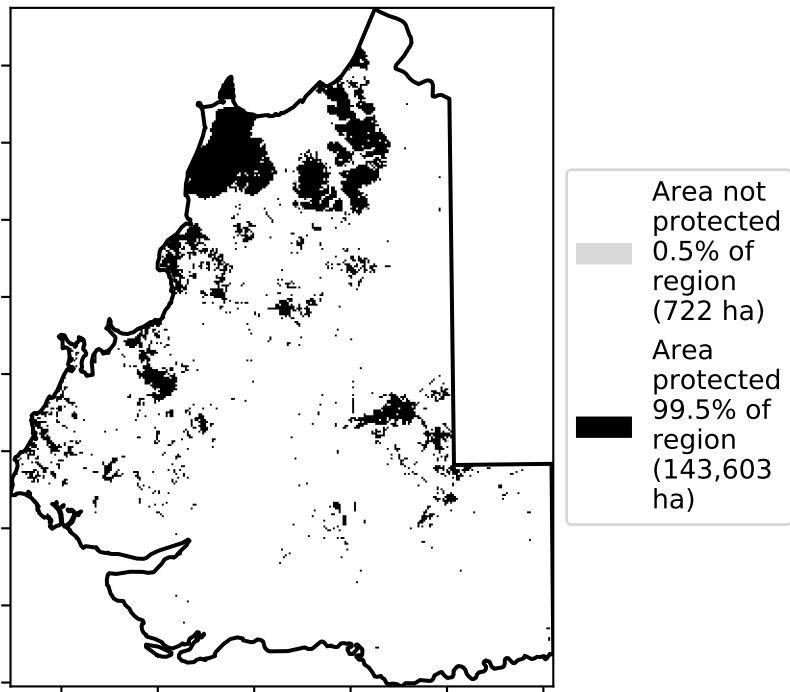 Area not
protected
0.5% of
region
(722 ha)
Area
protected
99.5% of
region
(143,603
ha)